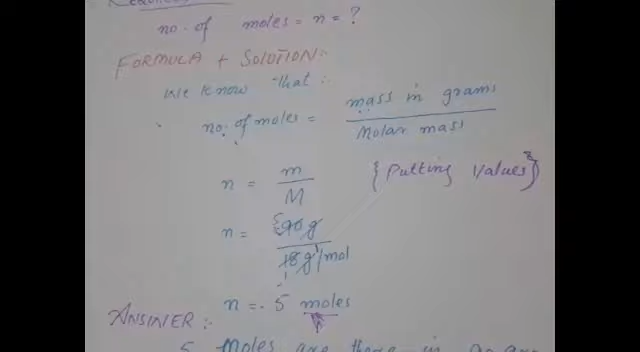 no. of moles = n = ?
FORMULA + SOLUTION:-
We know that :-
no. of moles = mass in grams
Molar mass
n = m
M
{Putting Values}
n = 90 g
18 g/mol
n = 5 moles
ANSWER :-
5 moles are there in